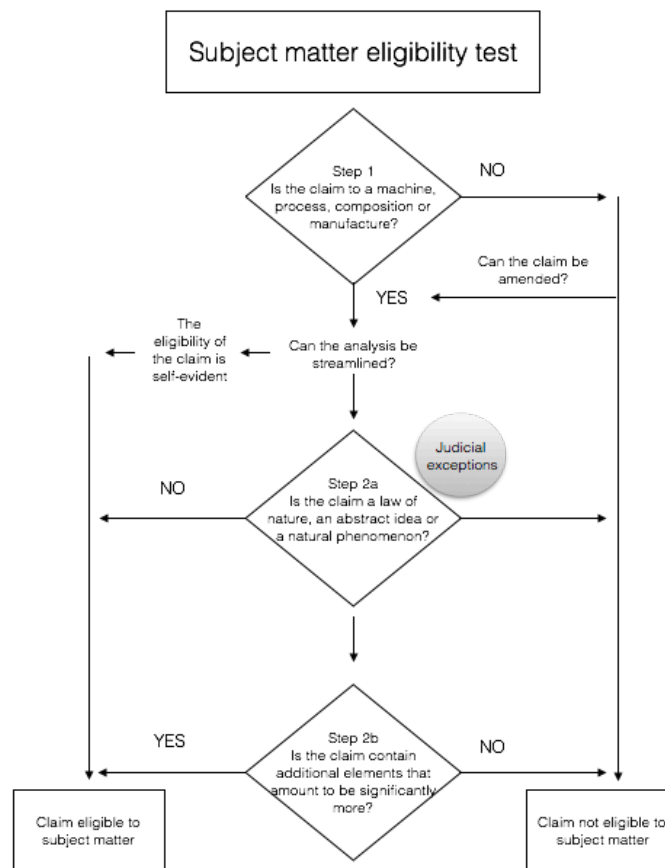 Subject matter eligibility test
Step 1
Is the claim to a machine,
process, composition or
manufacture?
NO
Can the claim be
amended?
YES
The
eligibility of
the claim is
self-evident
Can the analysis be
streamlined?
Judicial
exceptions
Step 2a
Is the claim a law of
nature, an abstract idea or
a natural phenomenon?
NO
Step 2b
Is the claim contain
additional elements that
amount to be significantly
more?
YES
NO
Claim eligible to
subject matter
Claim not eligible to
subject matter